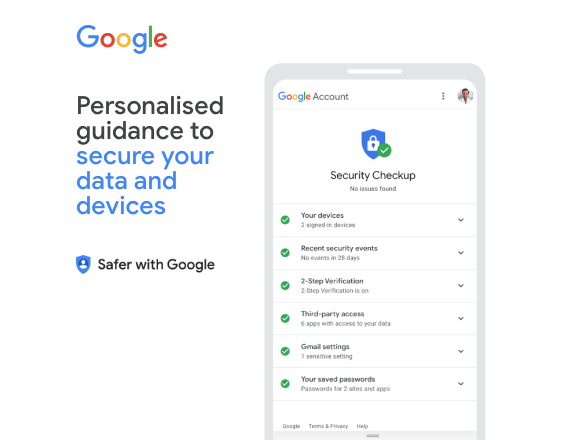 Google
Personalised
guidance to
secure your
data and
devices
Safer with Google
Google Account
Security Checkup
No issues found
Your devices
2 signed-in devices
Recent security events
No events in 28 days
2-Step Verification
2-Step Verification is on
Third-party access
6 apps with access to your data
Gmail settings
1 sensitive setting
Your saved passwords
Passwords for 2 sites and apps
Google Terms & Privacy Help